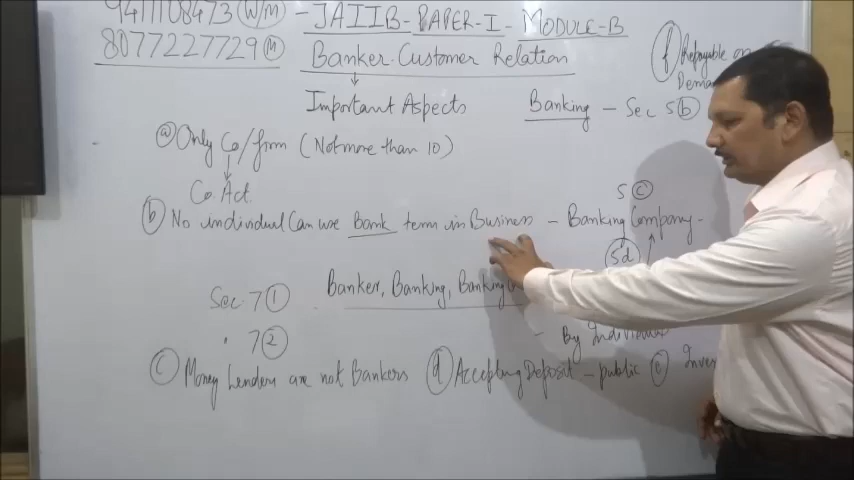 9411108473 W/M - JAIIB - PAPER-I - MODULE-B
8077227729 M Banker-Customer Relation
f Repayable on Demand
Important Aspects Banking - Sec 5 b
a Only Co/firm (Not more than 10)
Co Act
5 C
b No individual Can use bank term in Business - Banking Company -
5d
Sec 7 1 Banker, Banking, Banking
" 7 2 - By Individual
C Money Lenders are not Bankers d Accepting Deposit - public e Inves